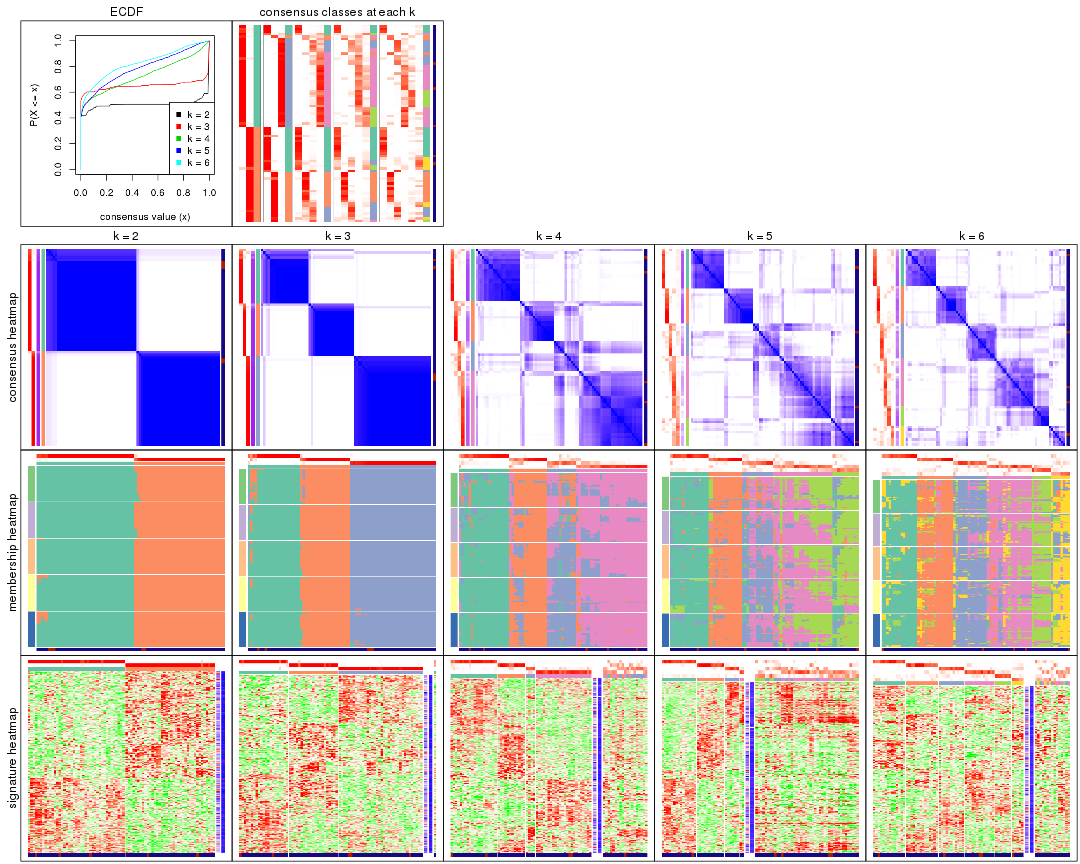 ECDF
consensus classes at each k
P(X <= x)
0.0 0.2 0.4 0.6 0.8 1.0
k = 2
k = 3
k = 4
k = 5
k = 6
0.0 0.2 0.4 0.6 0.8 1.0
consensus value (x)
k = 2 k = 3 k = 4 k = 5 k = 6
consensus heatmap
membership heatmap
signature heatmap